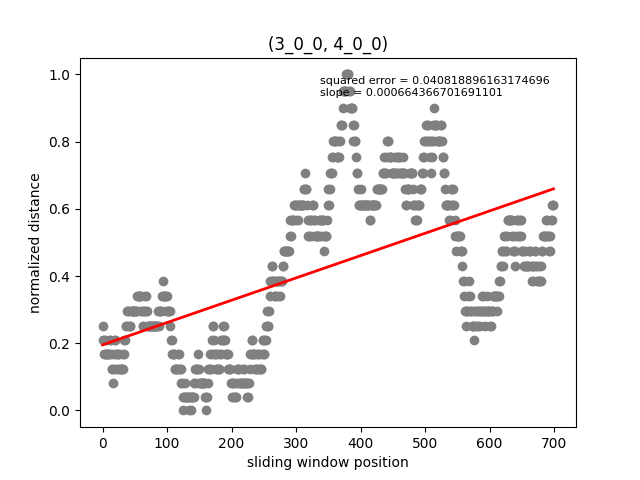 (3_0_0, 4_0_0)
squared error = 0.040818896163174696
slope = 0.000664366701691101
normalized distance
1.0
0.8
0.6
0.4
0.2
0.0
0 100 200 300 400 500 600 700
sliding window position